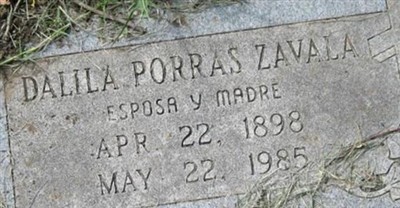 DALILA PORRAS ZAVALA
ESPOSA Y MADRE
APR. 22, 1898
MAY 22, 1985